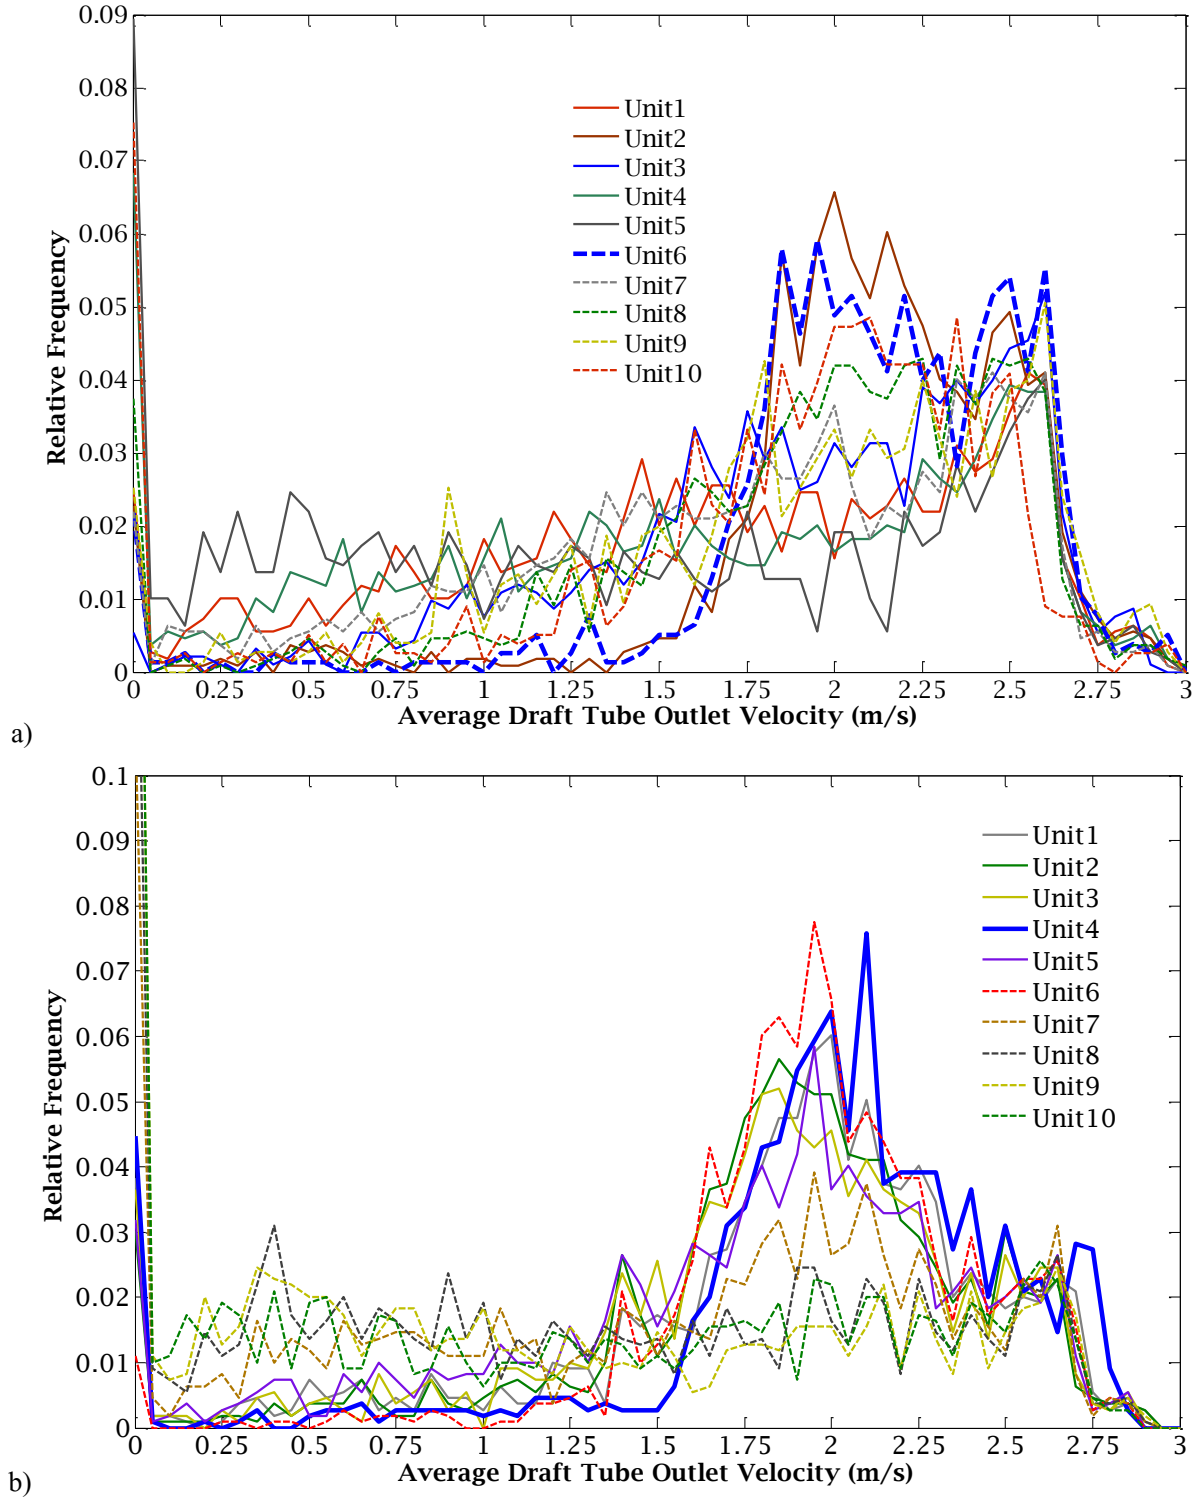 0.09
0.08
0.07
0.06
0.05
0.04
0.03
0.02
0.01
0
Relative Frequency
Unit1
Unit2
Unit3
Unit4
Unit5
Unit6
Unit7
Unit8
Unit9
Unit10
0 0.25 0.5 0.75 1 1.25 1.5 1.75 2 2.25 2.5 2.75 3
Average Draft Tube Outlet Velocity (m/s)
a)
0.1
0.09
0.08
0.07
0.06
0.05
0.04
0.03
0.02
0.01
0
Relative Frequency
Unit1
Unit2
Unit3
Unit4
Unit5
Unit6
Unit7
Unit8
Unit9
Unit10
0 0.25 0.5 0.75 1 1.25 1.5 1.75 2 2.25 2.5 2.75 3
Average Draft Tube Outlet Velocity (m/s)
b)